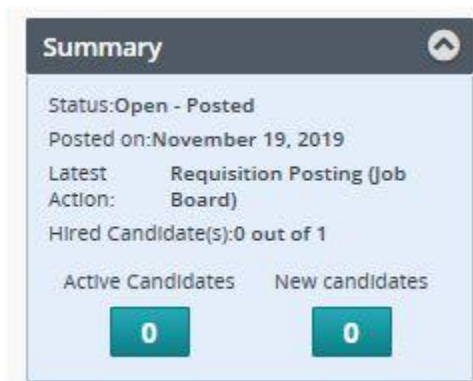 Summary
Status:Open - Posted
Posted on:November 19, 2019
Latest Action: Requisition Posting (Job Board)
Hired Candidate(s):0 out of 1
Active Candidates New candidates
0 0